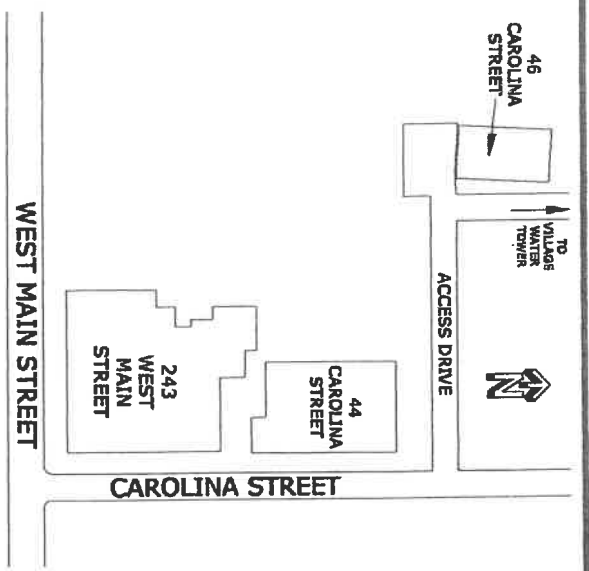 46
CAROLINA
STREET
TO
VILLAGE
WATER
TOWER
ACCESS DRIVE
N
44
CAROLINA
STREET
243
WEST
MAIN
STREET
WEST MAIN STREET
CAROLINA STREET